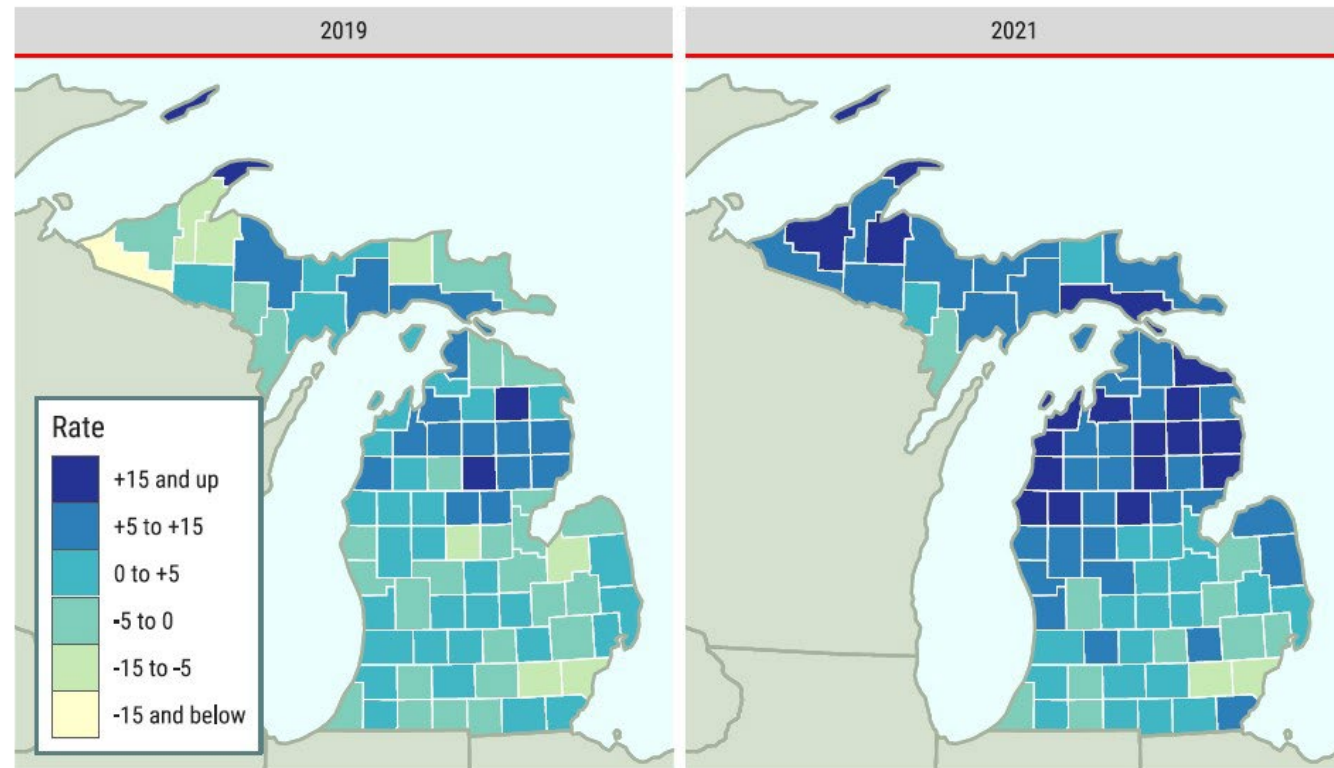 2019
2021
Rate
+15 and up
+5 to +15
0 to +5
-5 to 0
-15 to -5
-15 and below